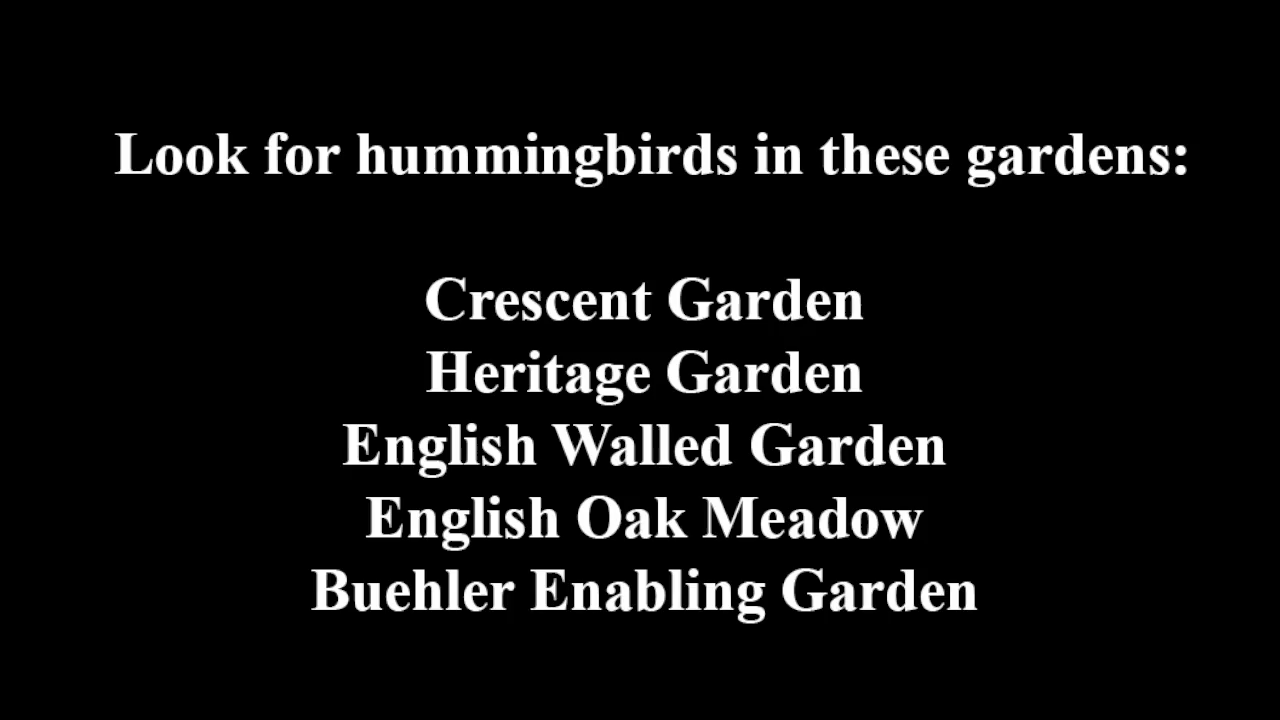 Look for hummingbirds in these gardens:
Crescent Garden
Heritage Garden
English Walled Garden
English Oak Meadow
Buehler Enabling Garden